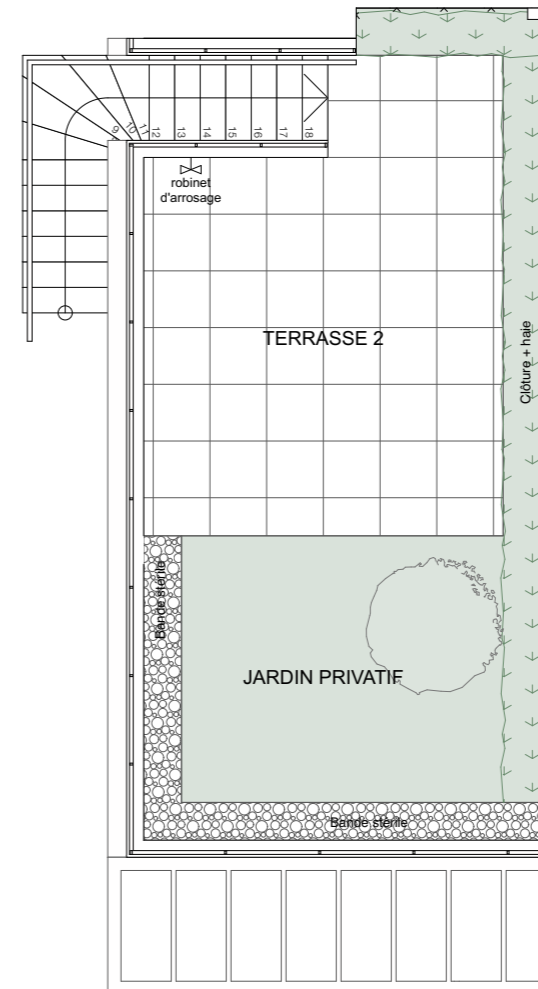 9
10
11
12
13
14
15
16
17
18
robinet
d'arrosage
TERRASSE 2
Clôture + haie
Bande stérile
JARDIN PRIVATIF
Bande stérile